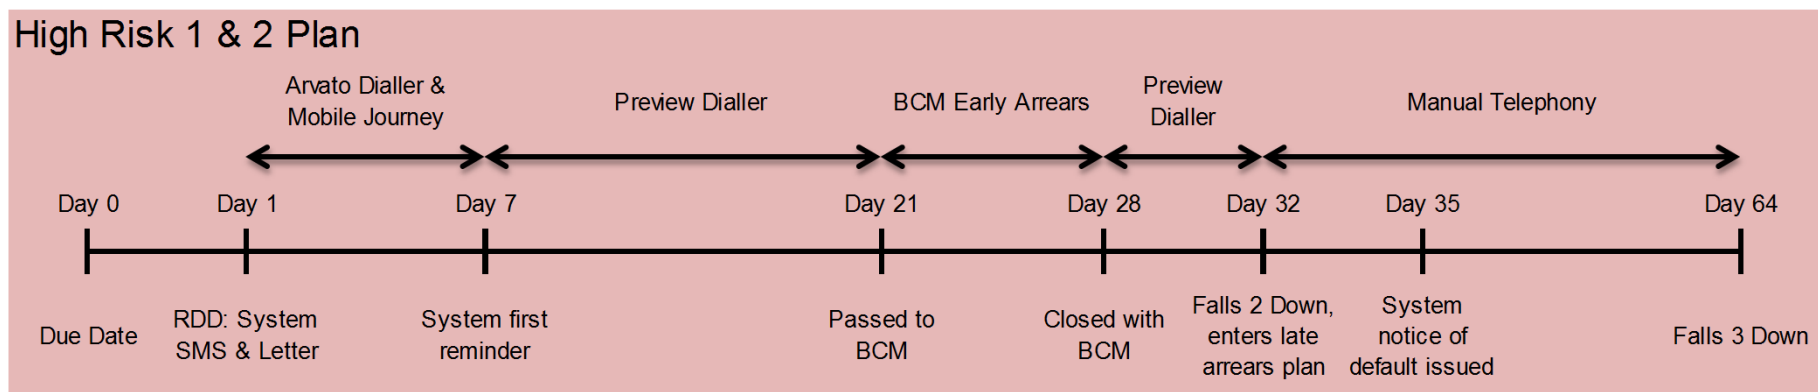 High Risk 1 & 2 Plan
Arvato Dialler &
Mobile Journey
Preview Dialler
BCM Early Arrears
Preview
Dialler
Manual Telephony
Day 0
Day 1
Day 7
Day 21
Day 28
Day 32
Day 35
Day 64
Due Date
RDD: System
SMS & Letter
System first
reminder
Passed to
BCM
Closed with
BCM
Falls 2 Down,
enters late
arrears plan
System
notice of
default issued
Falls 3 Down